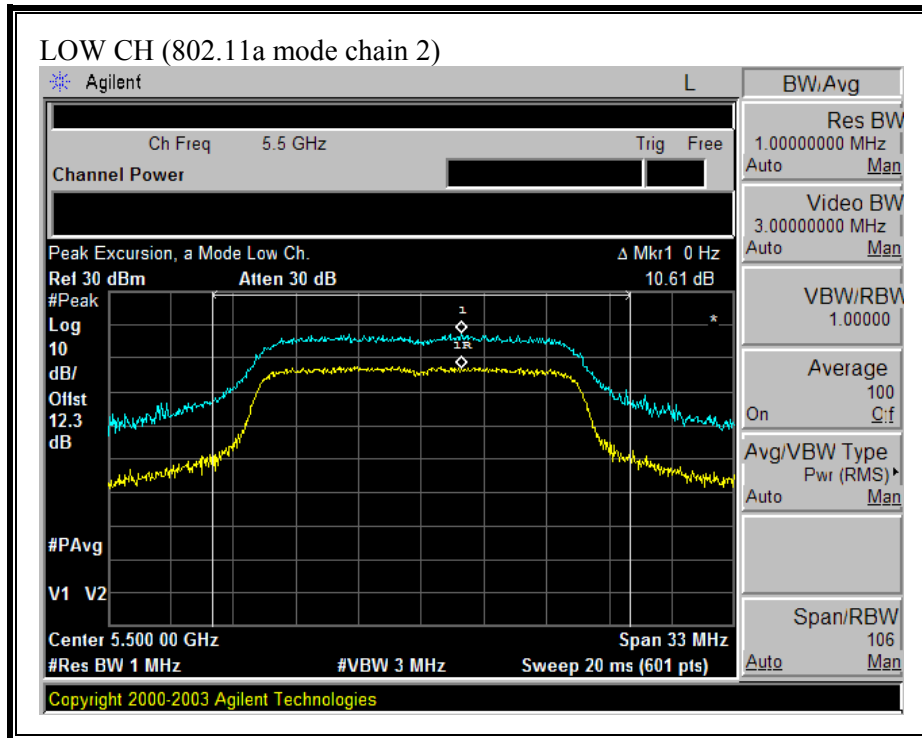 LOW CH (802.11a mode chain 2)
Agilent L
BW/Avg
Ch Freq 5.5 GHz Trig Free
Channel Power
Res BW
1.00000000 MHz
Auto Man
Video BW
3.00000000 MHz
Auto Man
VBW/RBW
1.00000
Average
100
On Off
Avg/VBW Type
Pwr (RMS)
Auto Man
Span/RBW
106
Auto Man
Peak Excursion, a Mode Low Ch. Δ Mkr1 0 Hz
Ref 30 dBm Atten 30 dB 10.61 dB
#Peak
Log
10
dB/
Offst
12.3
dB
1
1R
*
#PAvg
V1 V2
Center 5.500 00 GHz Span 33 MHz
#Res BW 1 MHz #VBW 3 MHz Sweep 20 ms (601 pts)
Copyright 2000-2003 Agilent Technologies